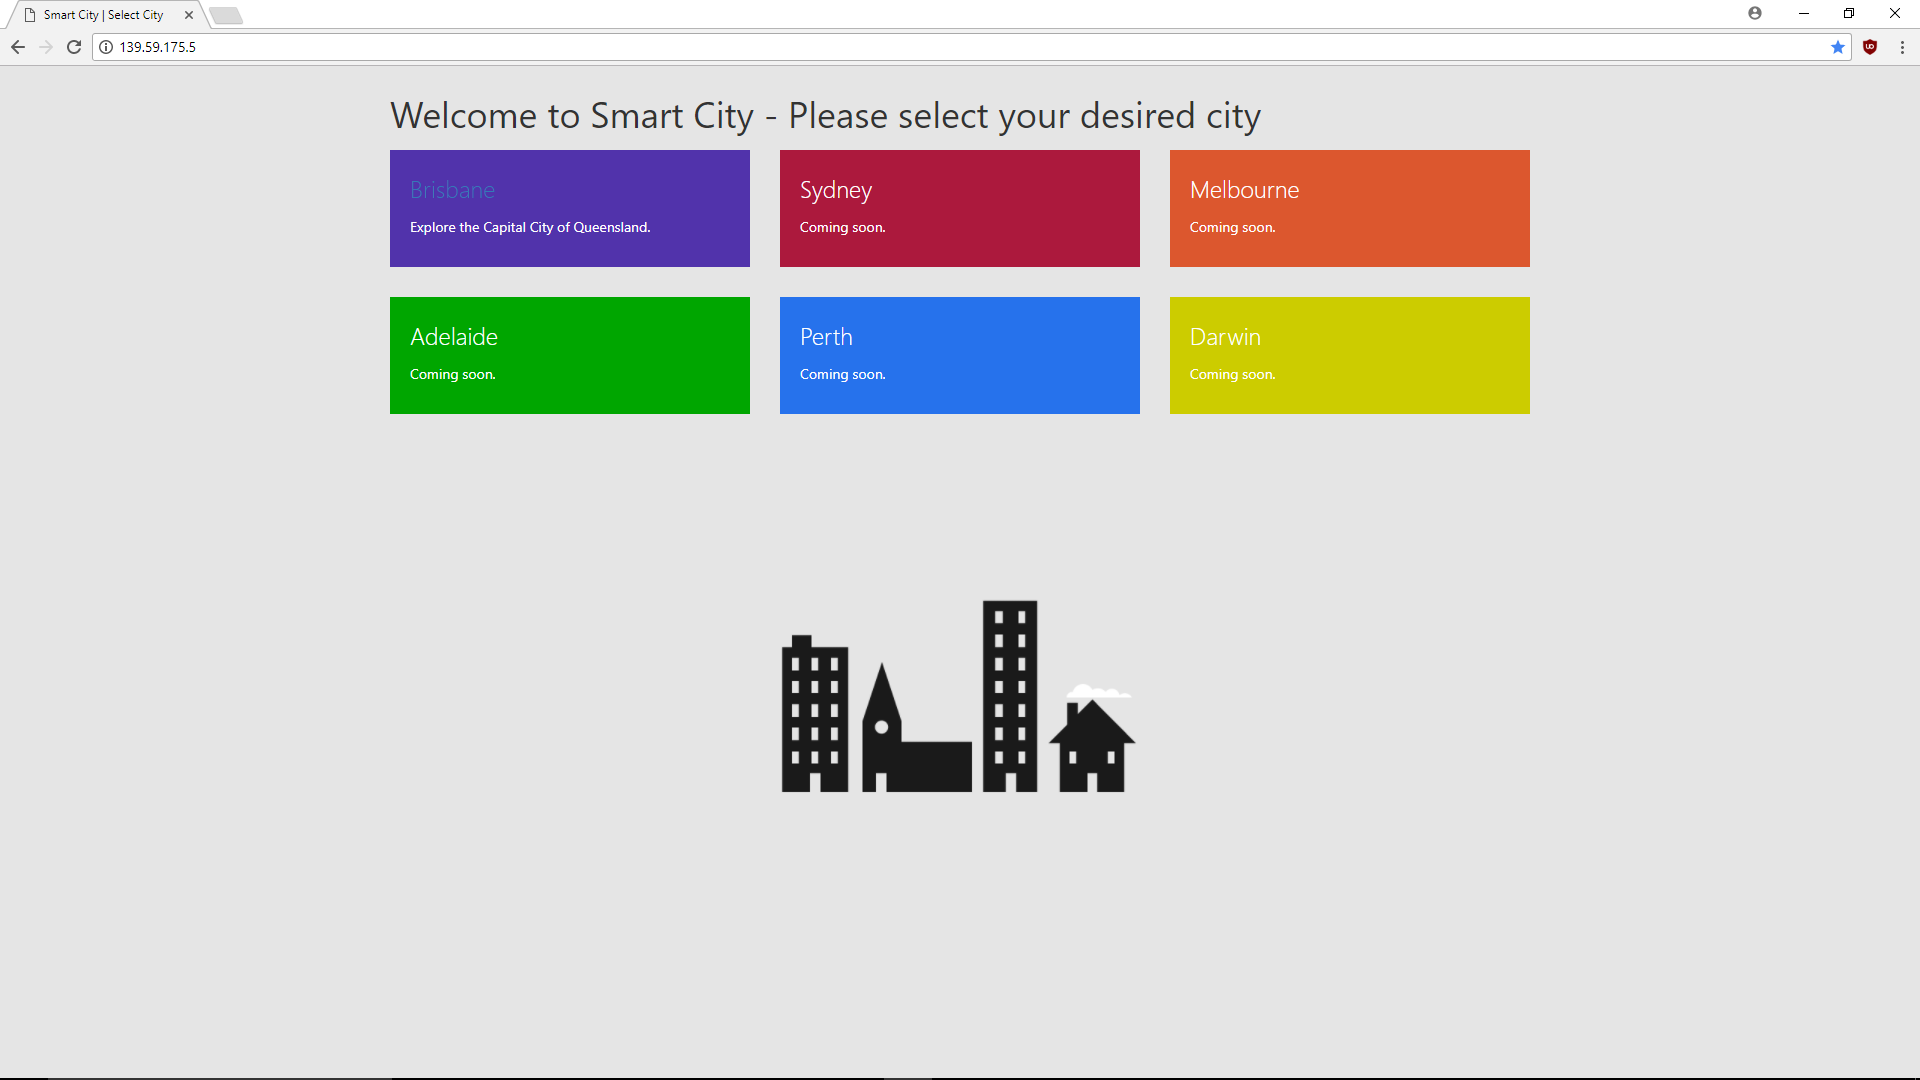 Smart City | Select City
139.59.175.5
Welcome to Smart City - Please select your desired city
Brisbane
Explore the Capital City of Queensland.
Sydney
Coming soon.
Melbourne
Coming soon.
Adelaide
Coming soon.
Perth
Coming soon.
Darwin
Coming soon.